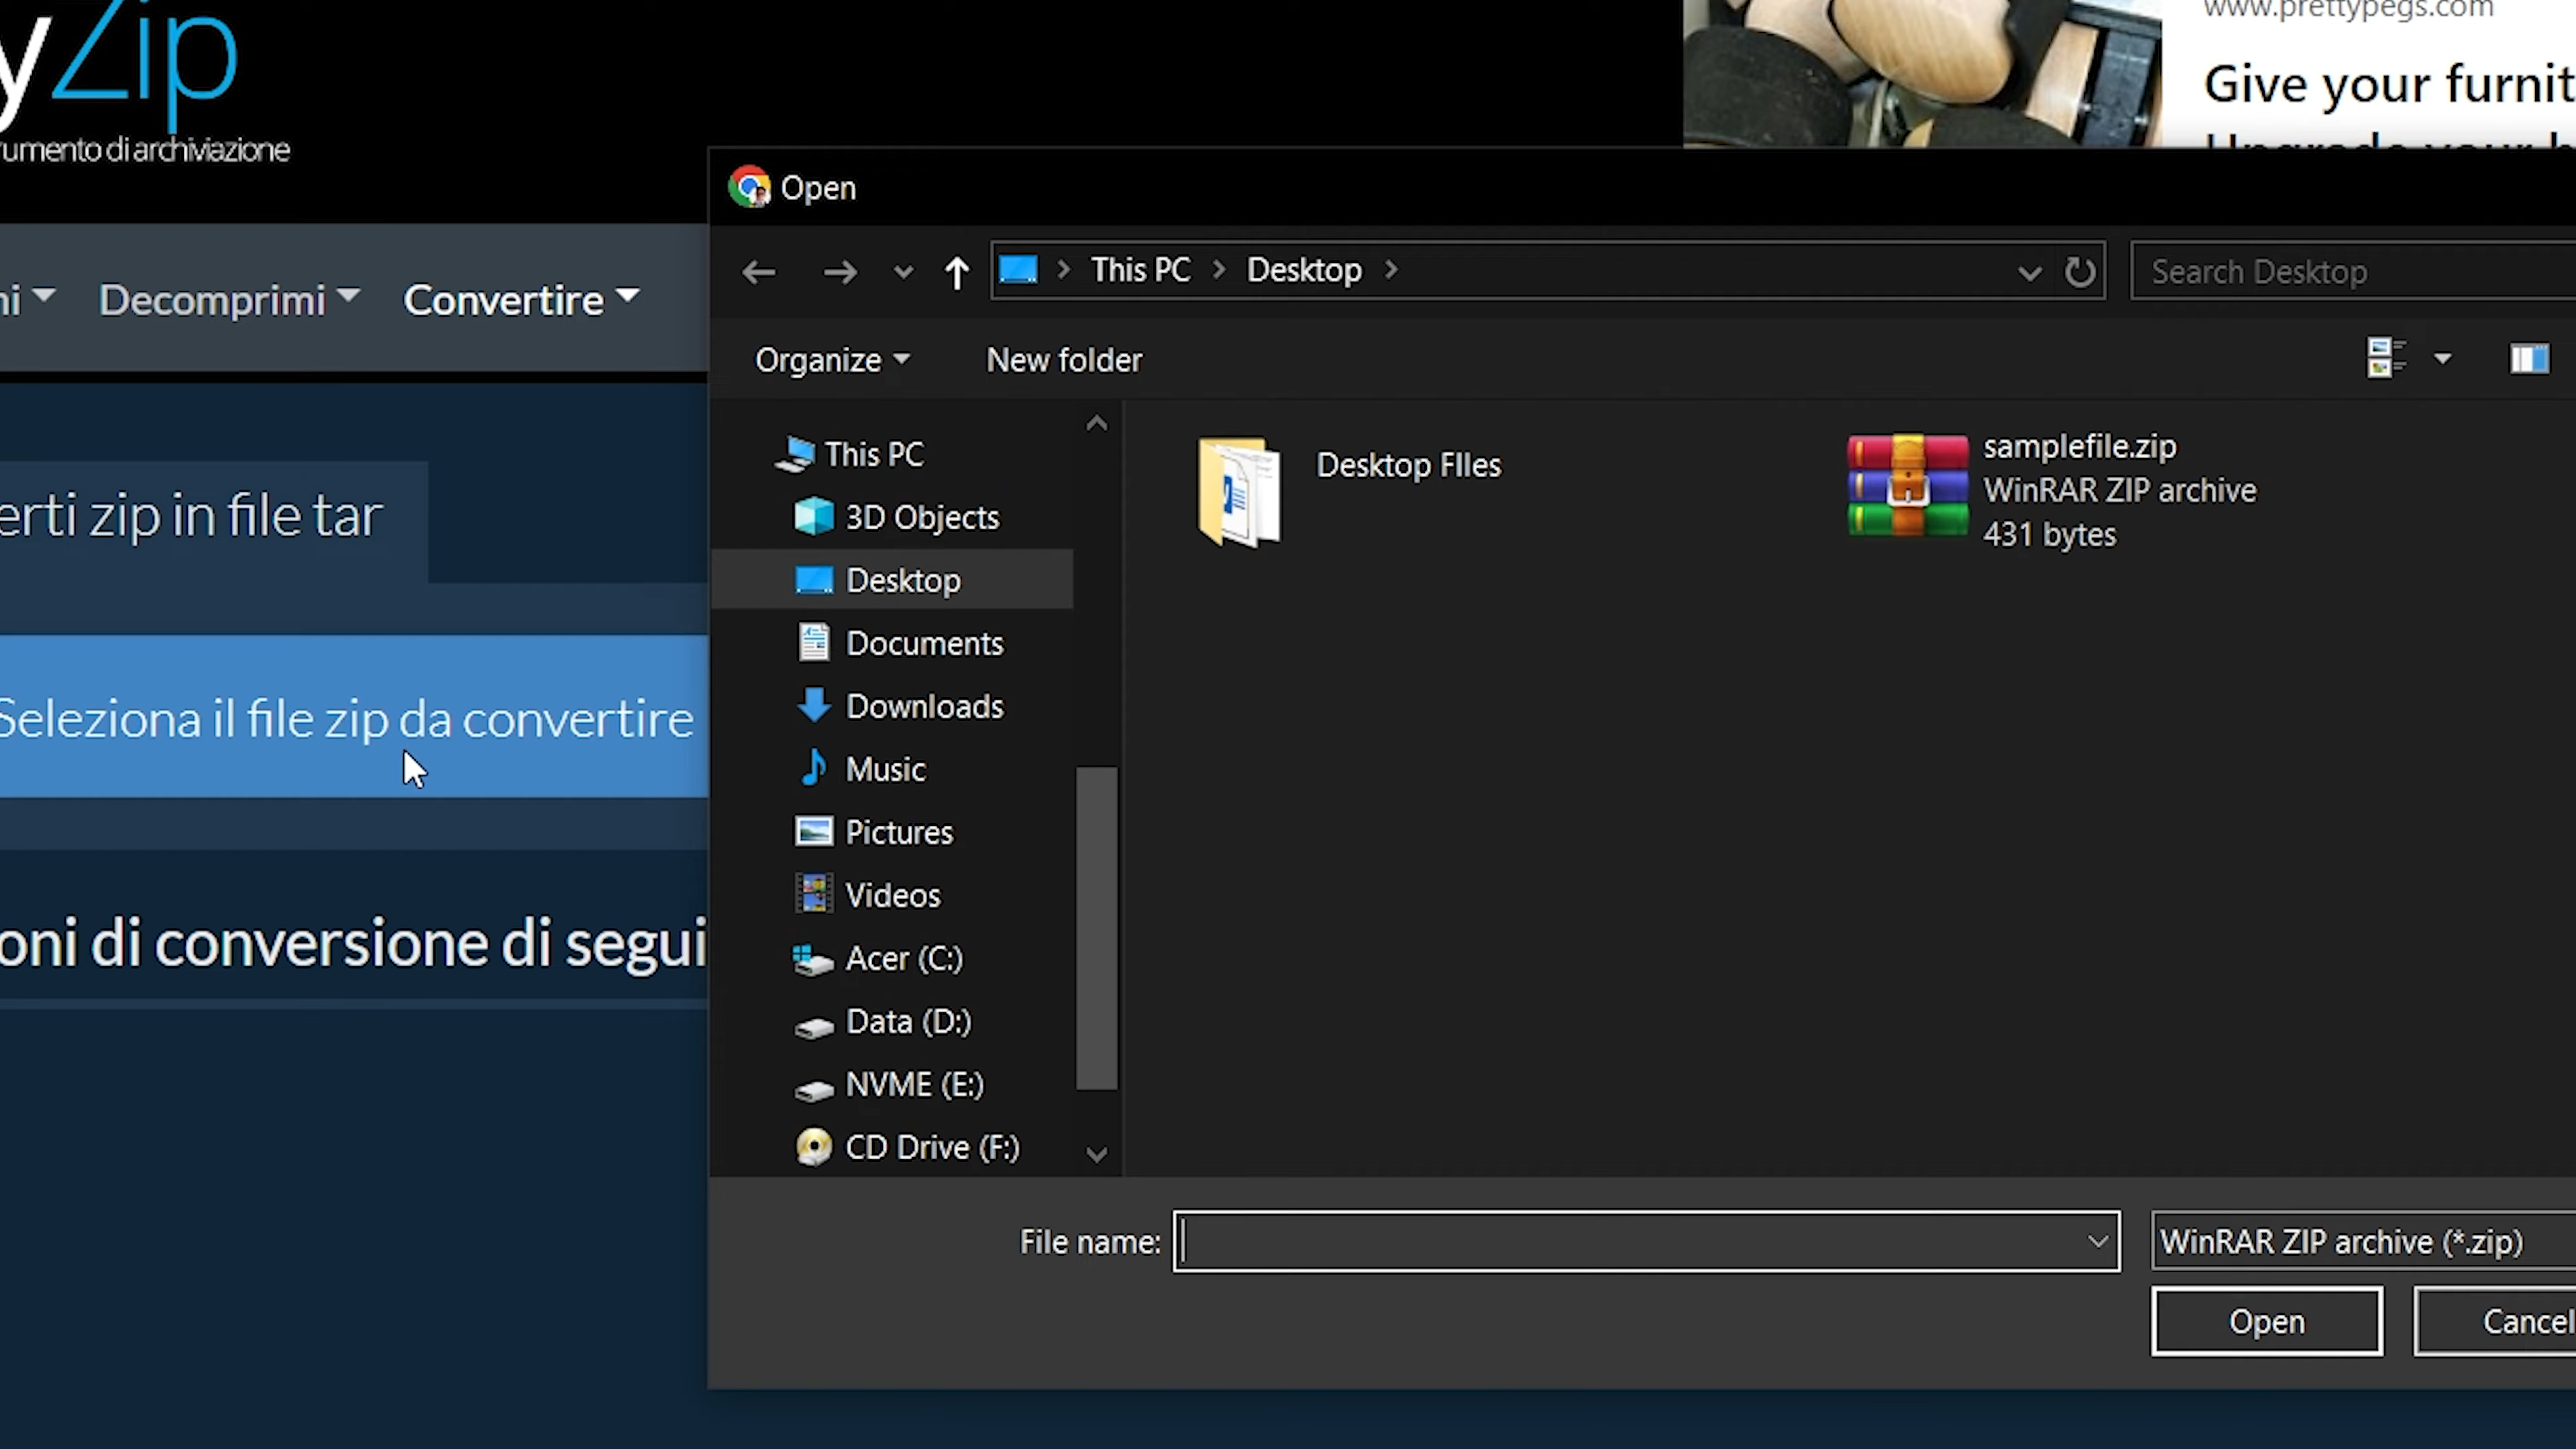 yZip
rumento di archiviazione
www.prettypegs.com
Give your furnit
Upgrade your b
ni
Decomprimi
Convertire
erti zip in file tar
Seleziona il file zip da convertire
oni di conversione di segui
Open
This PC
Desktop
Search Desktop
Organize
New folder
This PC
3D Objects
Desktop
Documents
Downloads
Music
Pictures
Videos
Acer (C:)
Data (D:)
NVME (E:)
CD Drive (F:)
Desktop FIles
samplefile.zip
WinRAR ZIP archive
431 bytes
File name:
WinRAR ZIP archive (*.zip)
Open
Cancel